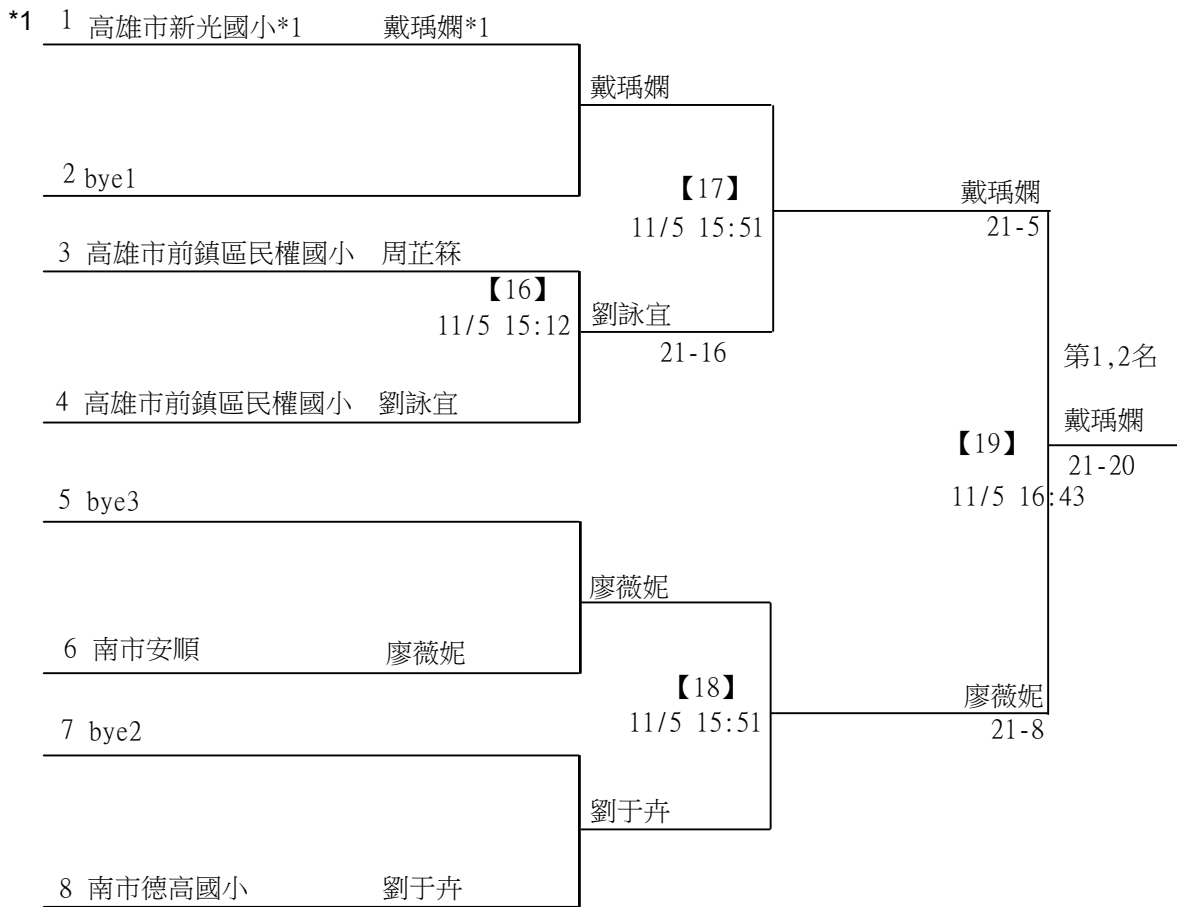 *1 1 高雄市新光國小*1 戴瑀嫻*1
戴瑀嫻
2 bye1
【17】
11/5 15:51
戴瑀嫻
21-5
3 高雄市前鎮區民權國小 周芷箖
【16】
11/5 15:12
劉詠宜
21-16
4 高雄市前鎮區民權國小 劉詠宜
第1,2名
戴瑀嫻
21-20
【19】
11/5 16:43
5 bye3
廖薇妮
6 南市安順 廖薇妮
【18】
11/5 15:51
廖薇妮
21-8
7 bye2
劉于卉
8 南市德高國小 劉于卉